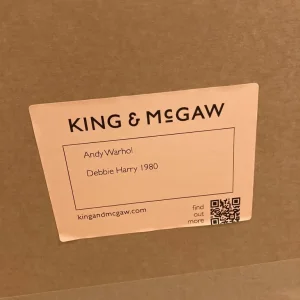 KING & McGAW
Andy Warhol
Debbie Harry 1980
kingandmcgaw.com
find
out
more